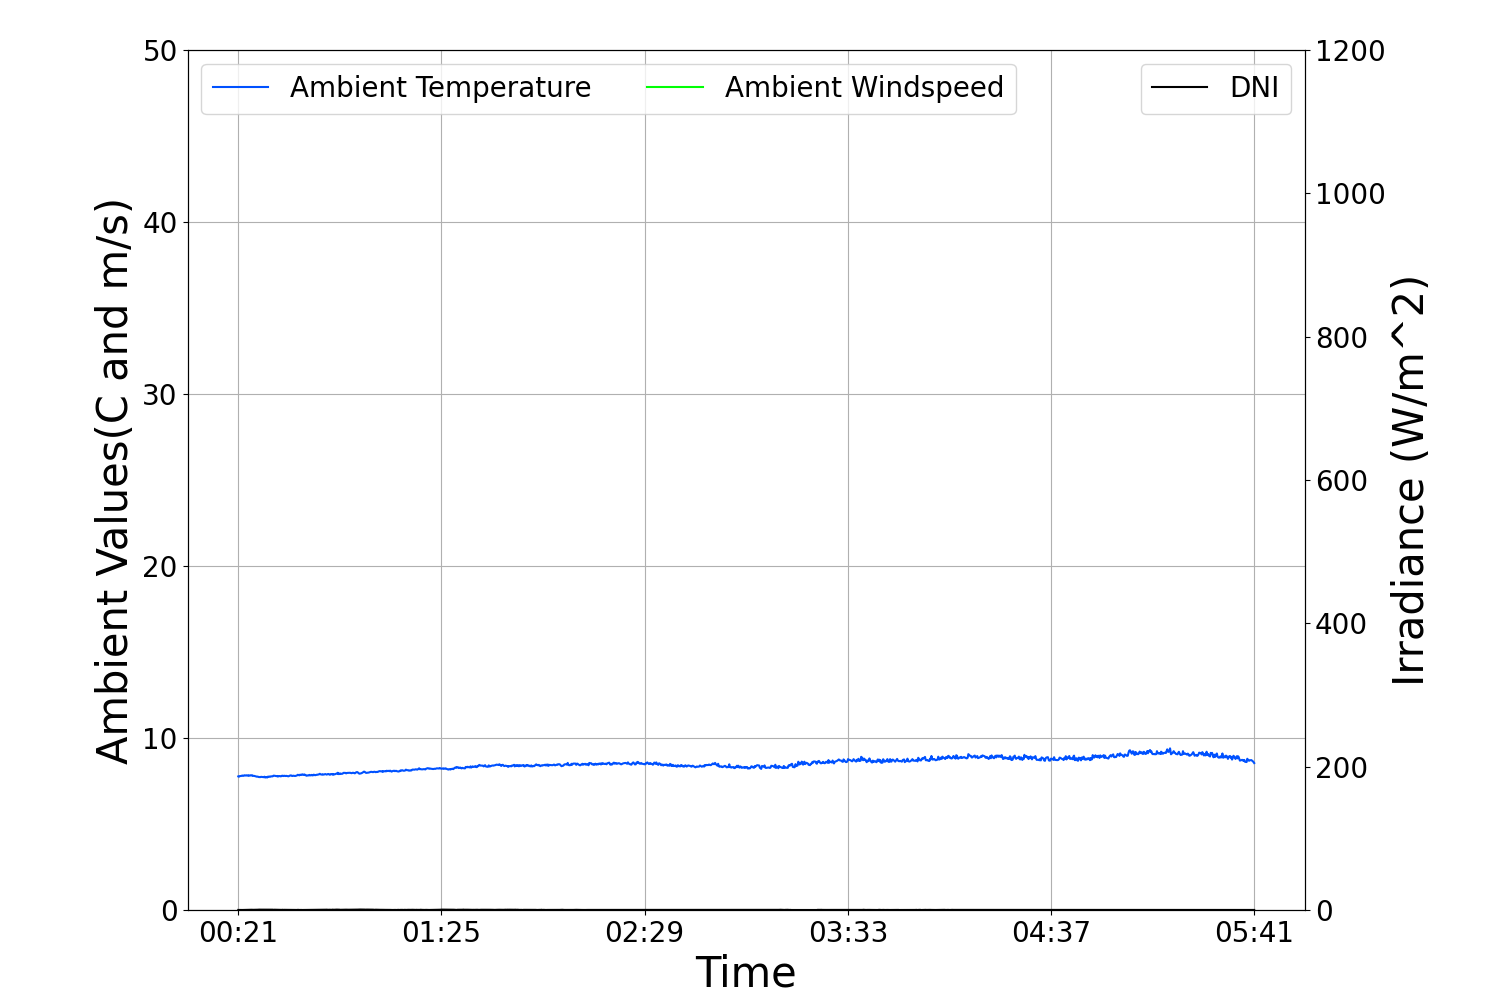 Ambient Temperature
Ambient Windspeed
DNI
Ambient Values(C and m/s)
50
40
30
20
10
0
1200
1000
800
600
400
200
0
Irradiance (W/m^2)
00:21 01:25 02:29 03:33 04:37 05:41
Time